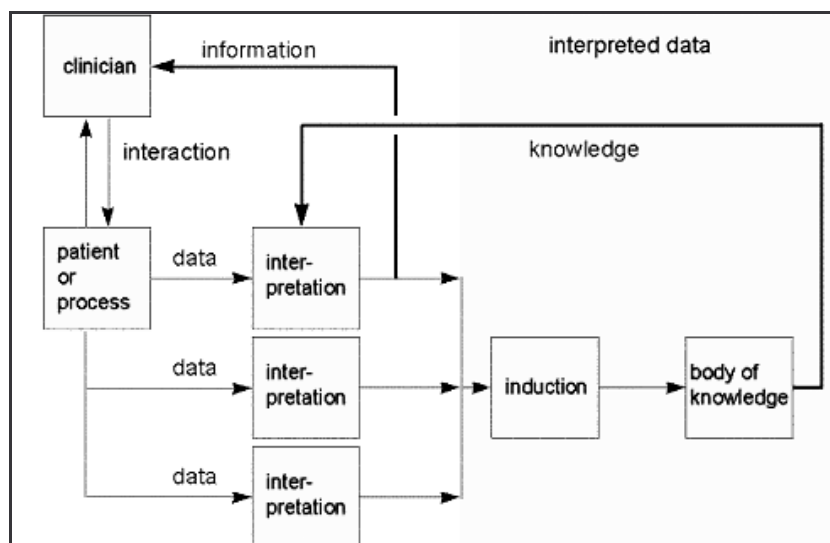 information
interpreted data
clinician
interaction
knowledge
patient
or
process
data
inter-
pretation
data
inter-
pretation
induction
body of
knowledge
data
inter-
pretation